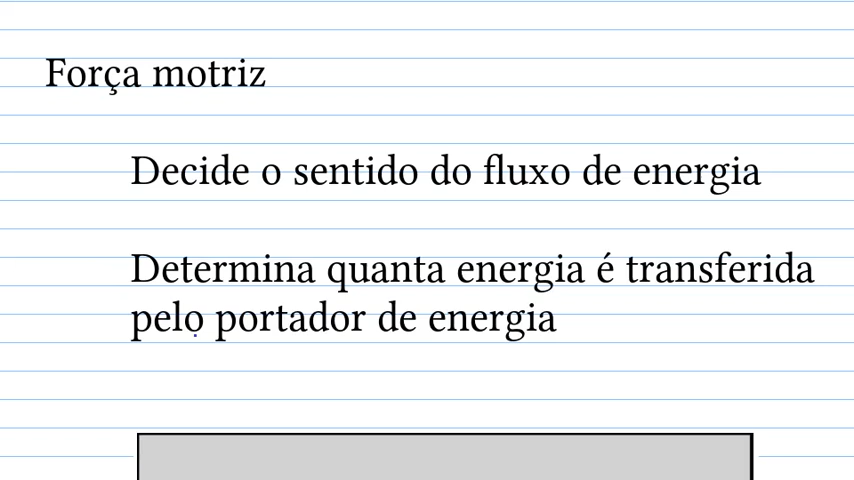 Força motriz
Decide o sentido do fluxo de energia
Determina quanta energia é transferida
pelo portador de energia